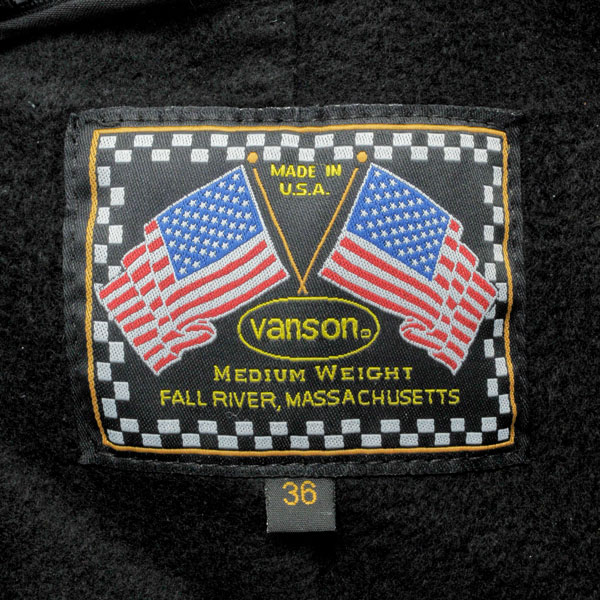 MADE IN
U.S.A.
vanson
MEDIUM WEIGHT
FALL RIVER, MASSACHUSETTS
36